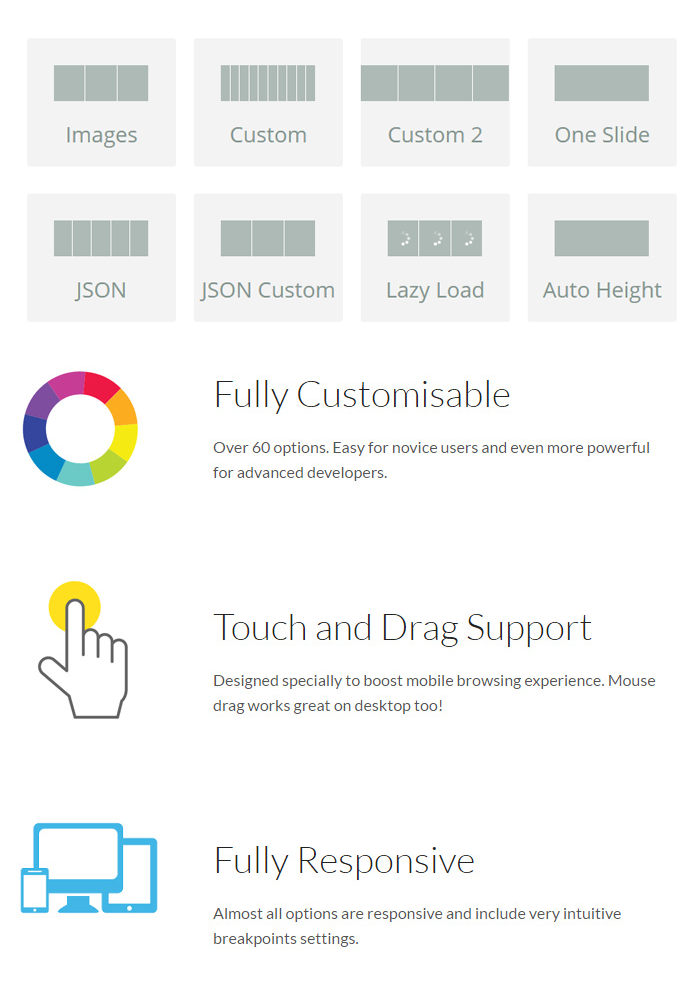 Images
Custom
Custom 2
One Slide
JSON
JSON Custom
Lazy Load
Auto Height
Fully Customisable
Over 60 options. Easy for novice users and even more powerful
for advanced developers.
Touch and Drag Support
Designed specially to boost mobile browsing experience. Mouse
drag works great on desktop too!
Fully Responsive
Almost all options are responsive and include very intuitive
breakpoints settings.